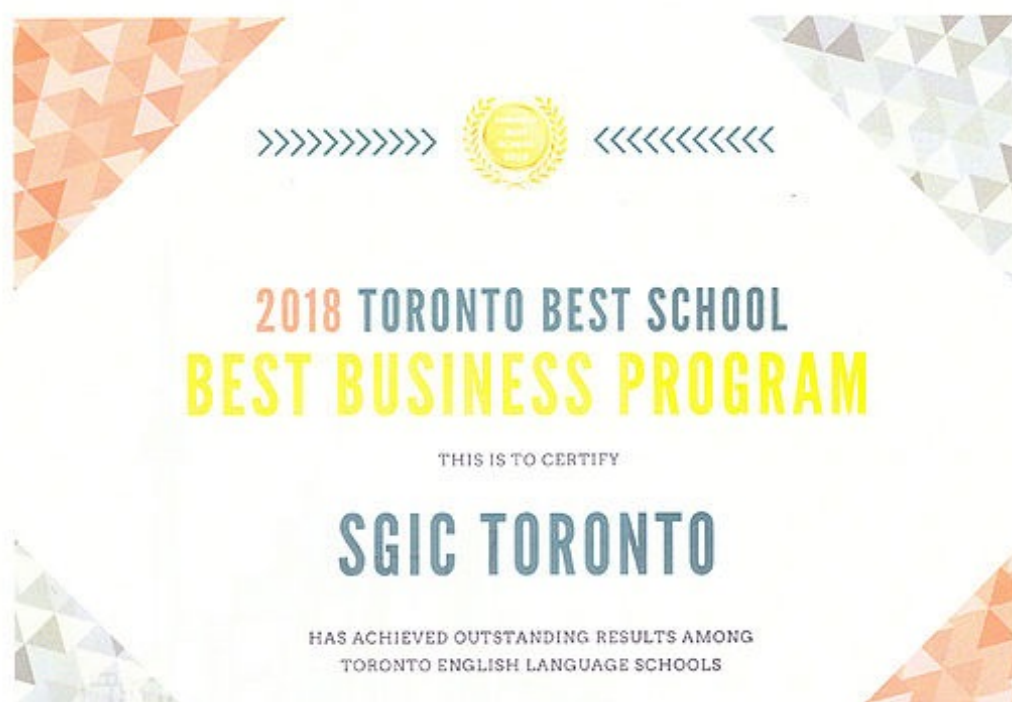 2018 TORONTO BEST SCHOOL
BEST BUSINESS PROGRAM
THIS IS TO CERTIFY
SGIC TORONTO
HAS ACHIEVED OUTSTANDING RESULTS AMONG
TORONTO ENGLISH LANGUAGE SCHOOLS